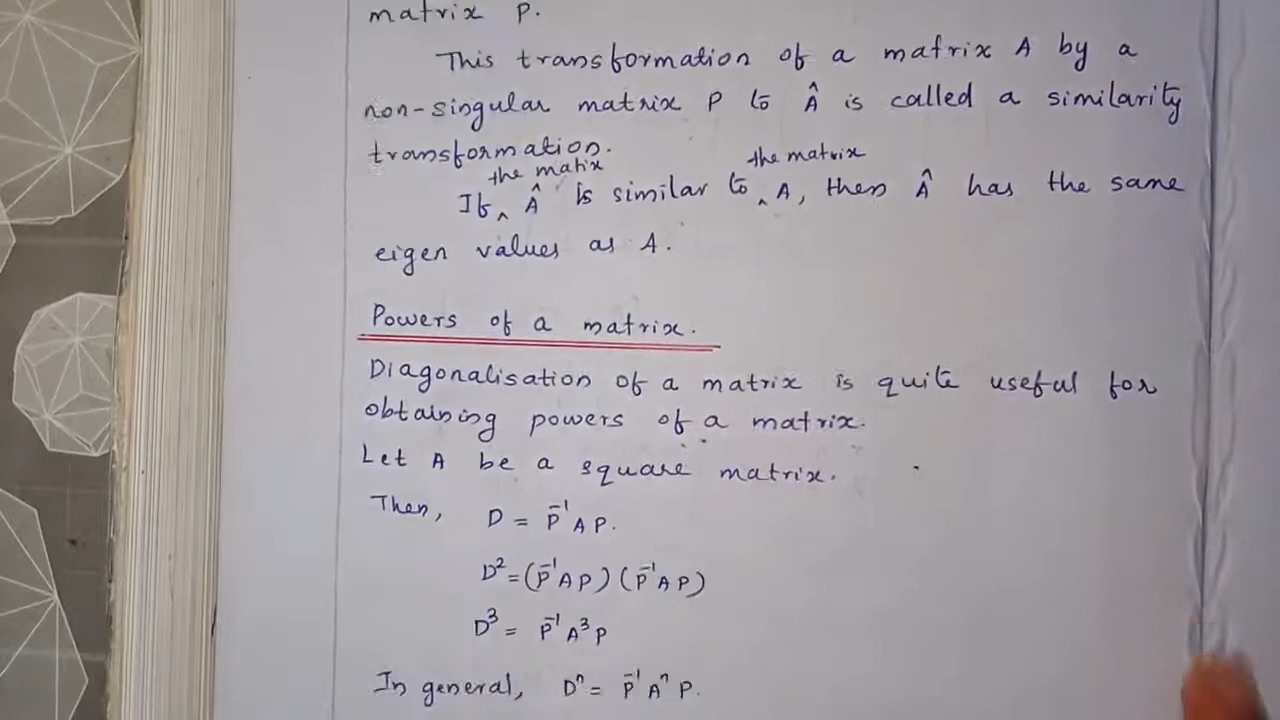 matrix P.
This transformation of a matrix A by a
non-singular matrix P to Â is called a similarity
transformation.
If the matix Â is similar to the matrix A, then Â has the same
eigen values as A.
Powers of a matrix.
Diagonalisation of a matrix is quite useful for
obtaining powers of a matrix.
Let A be a square matrix.
Then, D = P⁻¹AP.
D² = (P⁻¹AP)(P⁻¹AP)
D³ = P⁻¹A³P
In general, Dⁿ = P⁻¹AⁿP.